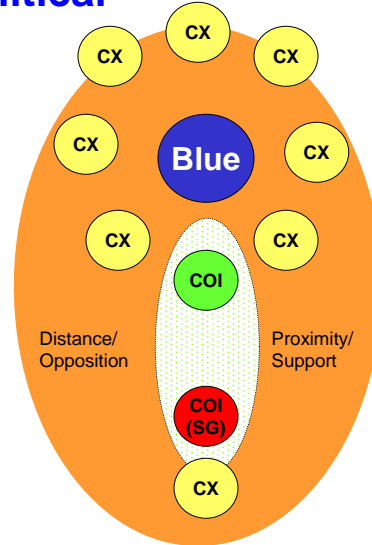 CX
CX
CX
CX
Blue
CX
CX
CX
COI
Distance/
Opposition
Proximity/
Support
COI
(SG)
CX